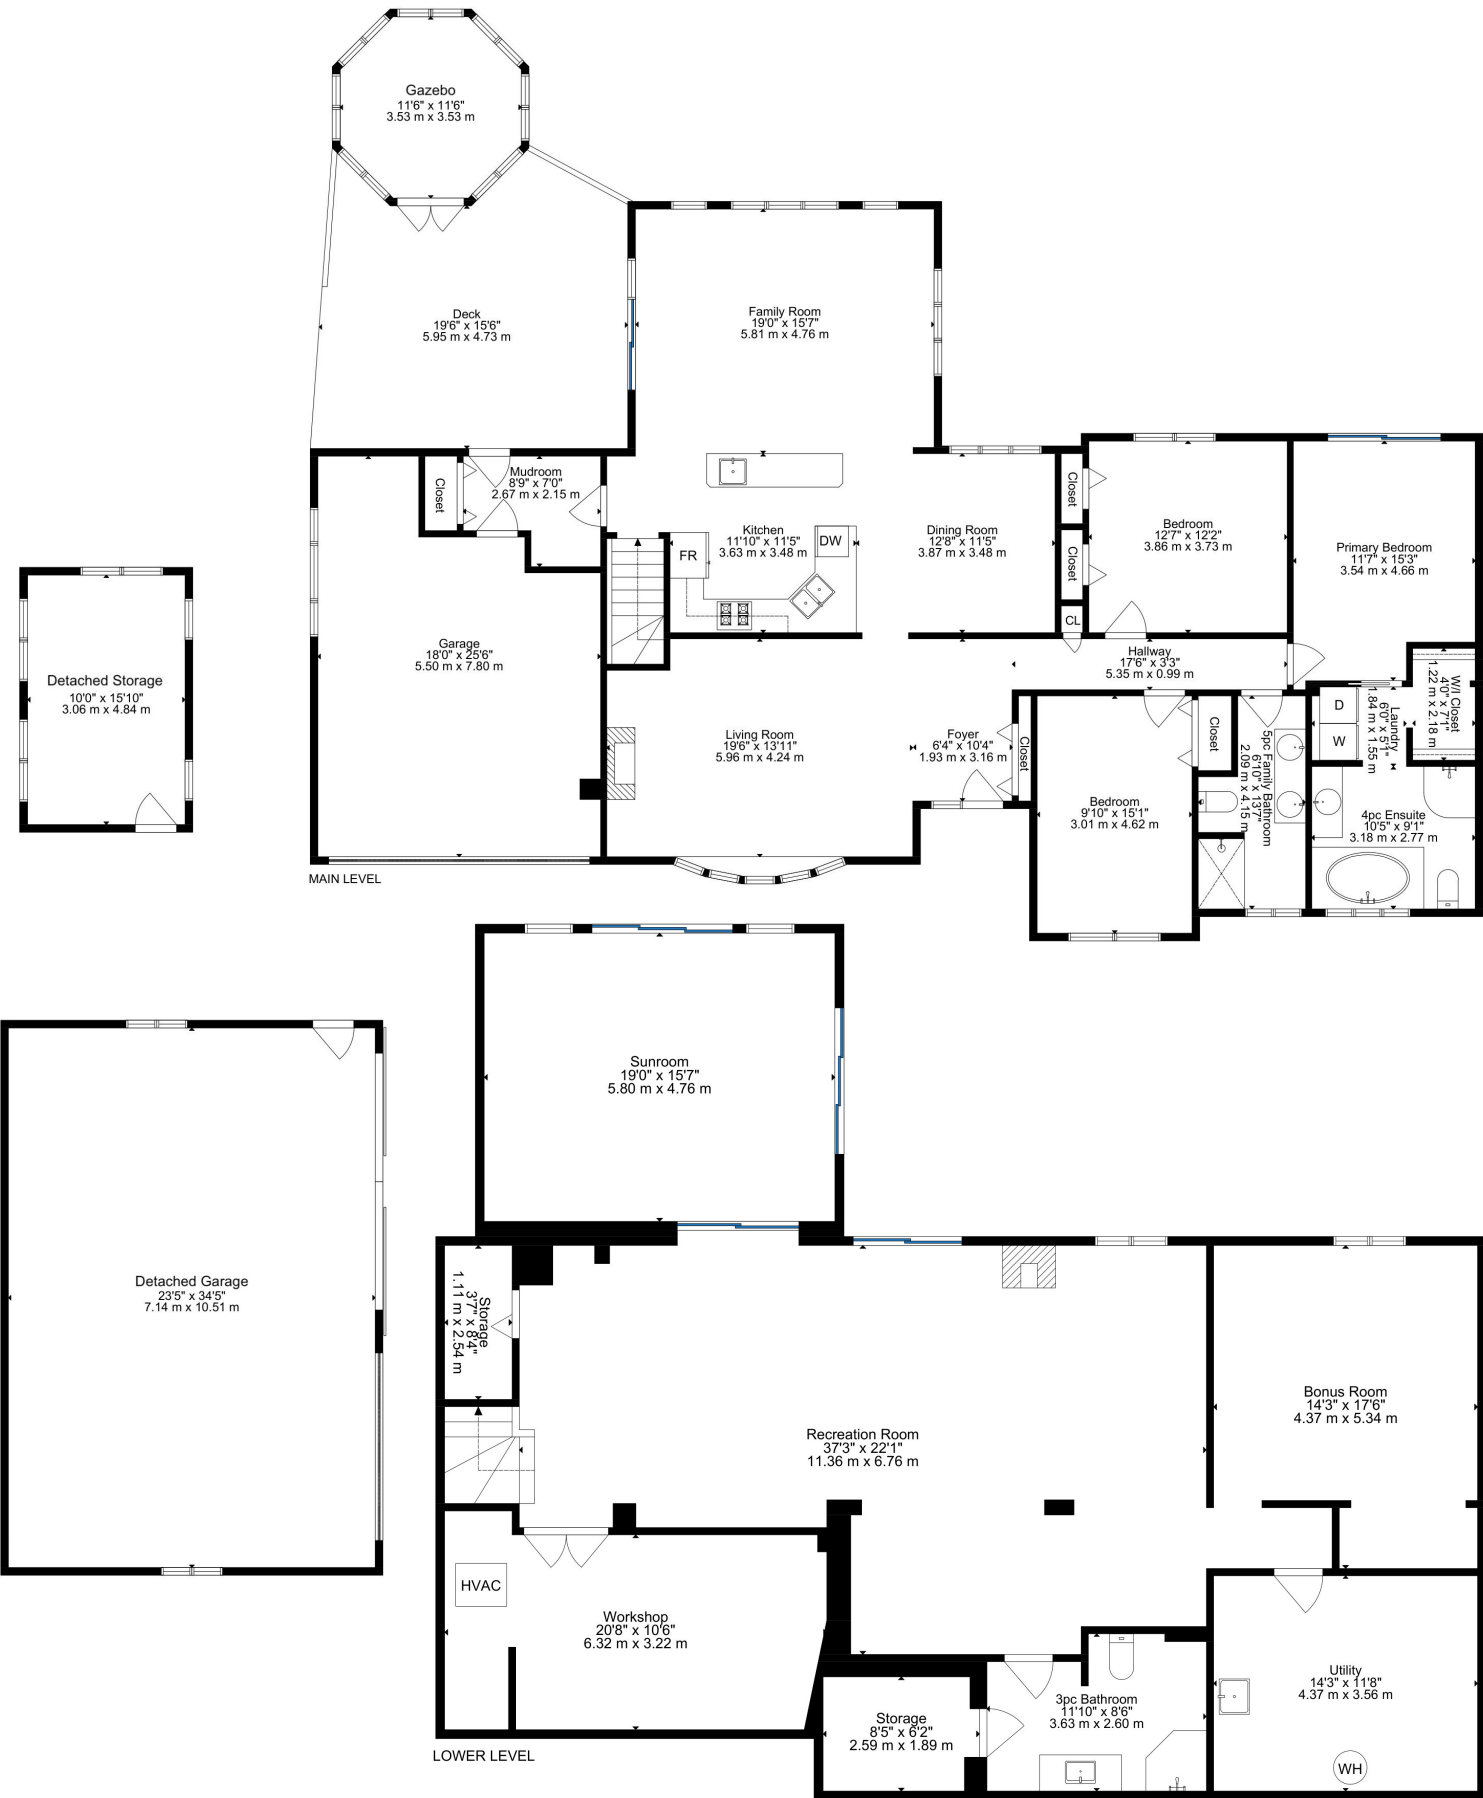 Gazebo
11'6" x 11'6"
3.53 m x 3.53 m
Deck
19'6" x 15'6"
5.95 m x 4.73 m
Family Room
19'0" x 15'7"
5.81 m x 4.76 m
Closet
Mudroom
8'9" x 7'0"
2.67 m x 2.15 m
Kitchen
11'10" x 11'5"
3.63 m x 3.48 m
FR
DW
Dining Room
12'8" x 11'5"
3.87 m x 3.48 m
Closet
Closet
CL
Bedroom
12'7" x 12'2"
3.86 m x 3.73 m
Primary Bedroom
11'7" x 15'3"
3.54 m x 4.66 m
Detached Storage
10'0" x 15'10"
3.06 m x 4.84 m
Garage
18'0" x 25'6"
5.50 m x 7.80 m
Hallway
17'6" x 3'3"
5.35 m x 0.99 m
W/I Closet
4'0" x 7'1"
1.22 m x 2.18 m
Laundry
6'0" x 5'1"
1.84 m x 1.55 m
D
W
Living Room
19'6" x 13'11"
5.96 m x 4.24 m
Foyer
6'4" x 10'4"
1.93 m x 3.16 m
Closet
Closet
Bedroom
9'10" x 15'1"
3.01 m x 4.62 m
5pc Family Bathroom
6'10" x 13'7"
2.09 m x 4.15 m
4pc Ensuite
10'5" x 9'1"
3.18 m x 2.77 m
MAIN LEVEL
Sunroom
19'0" x 15'7"
5.80 m x 4.76 m
Detached Garage
23'5" x 34'5"
7.14 m x 10.51 m
Storage
3'7" x 8'4"
1.11 m x 2.54 m
Recreation Room
37'3" x 22'1"
11.36 m x 6.76 m
Bonus Room
14'3" x 17'6"
4.37 m x 5.34 m
HVAC
Workshop
20'8" x 10'6"
6.32 m x 3.22 m
Storage
8'5" x 6'2"
2.59 m x 1.89 m
3pc Bathroom
11'10" x 8'6"
3.63 m x 2.60 m
Utility
14'3" x 11'8"
4.37 m x 3.56 m
WH
LOWER LEVEL